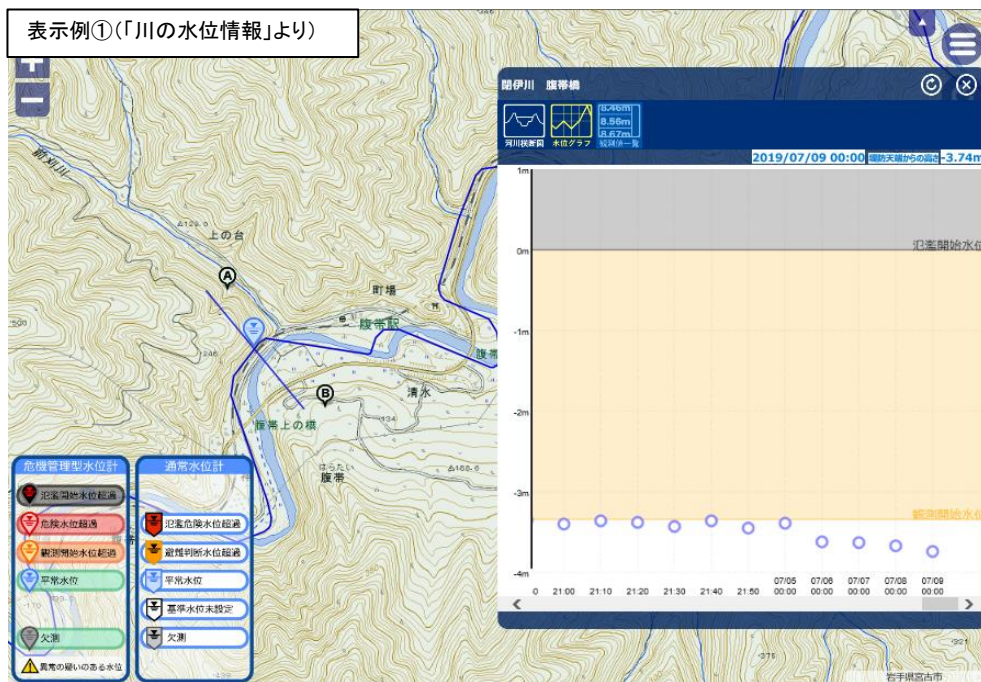 表示例①(「川の水位情報」より)
閉伊川 腹帯橋
河川横断図
水位グラフ
8.46m
8.56m
8.67m
観測値一覧
2019/07/09 00:00 堤防天端からの高さ -3.74m
1m
氾濫開始水位
0m
-1m
-2m
-3m
観測開始水位
-4m
0 21:00 21:10 21:20 21:30 21:40 21:50 07/05 00:00 07/06 00:00 07/07 00:00 07/08 00:00 07/09 00:00
上の台
A
町場
腹帯駅
腹帯
B
清水
腹帯上の横
はらたい
腹帯
危機管理型水位計
氾濫開始水位超過
危険水位超過
観測開始水位超過
平常水位
欠測
異常の疑いのある水位
通常水位計
氾濫危険水位超過
避難判断水位超過
平常水位
基準水位未設定
欠測
岩手県宮古市